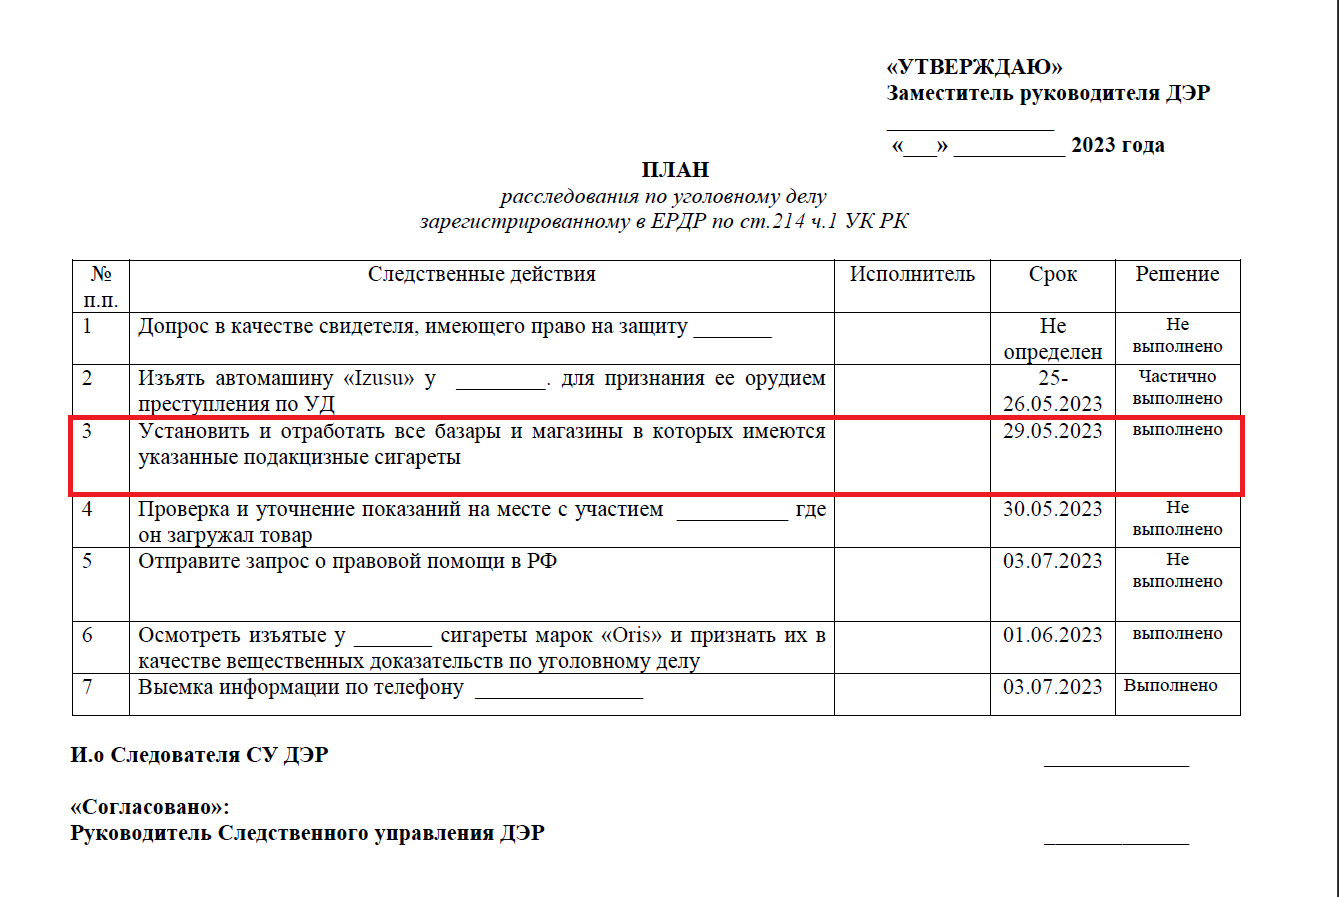 «УТВЕРЖДАЮ»
Заместитель руководителя ДЭР
_______________
«___» __________ 2023 года
ПЛАН
расследования по уголовному делу
зарегистрированному в ЕРДР по ст.214 ч.1 УК РК
№ п.п. Следственные действия Исполнитель Срок Решение
1 Допрос в качестве свидетеля, имеющего право на защиту _______ Не определен Не выполнено
2 Изъять автомашину «Izusu» у ________. для признания ее орудием
преступления по УД 25-26.05.2023 Частично выполнено
3 Установить и отработать все базары и магазины в которых имеются
указанные подакцизные сигареты 29.05.2023 выполнено
4 Проверка и уточнение показаний на месте с участием __________ где
он загружал товар 30.05.2023 Не выполнено
5 Отправите запрос о правовой помощи в РФ 03.07.2023 Не выполнено
6 Осмотреть изъятые у _______ сигареты марок «Oris» и признать их в
качестве вещественных доказательств по уголовному делу 01.06.2023 выполнено
7 Выемка информации по телефону _______________ 03.07.2023 Выполнено
И.о Следователя СУ ДЭР _____________
«Согласовано»:
Руководитель Следственного управления ДЭР _____________